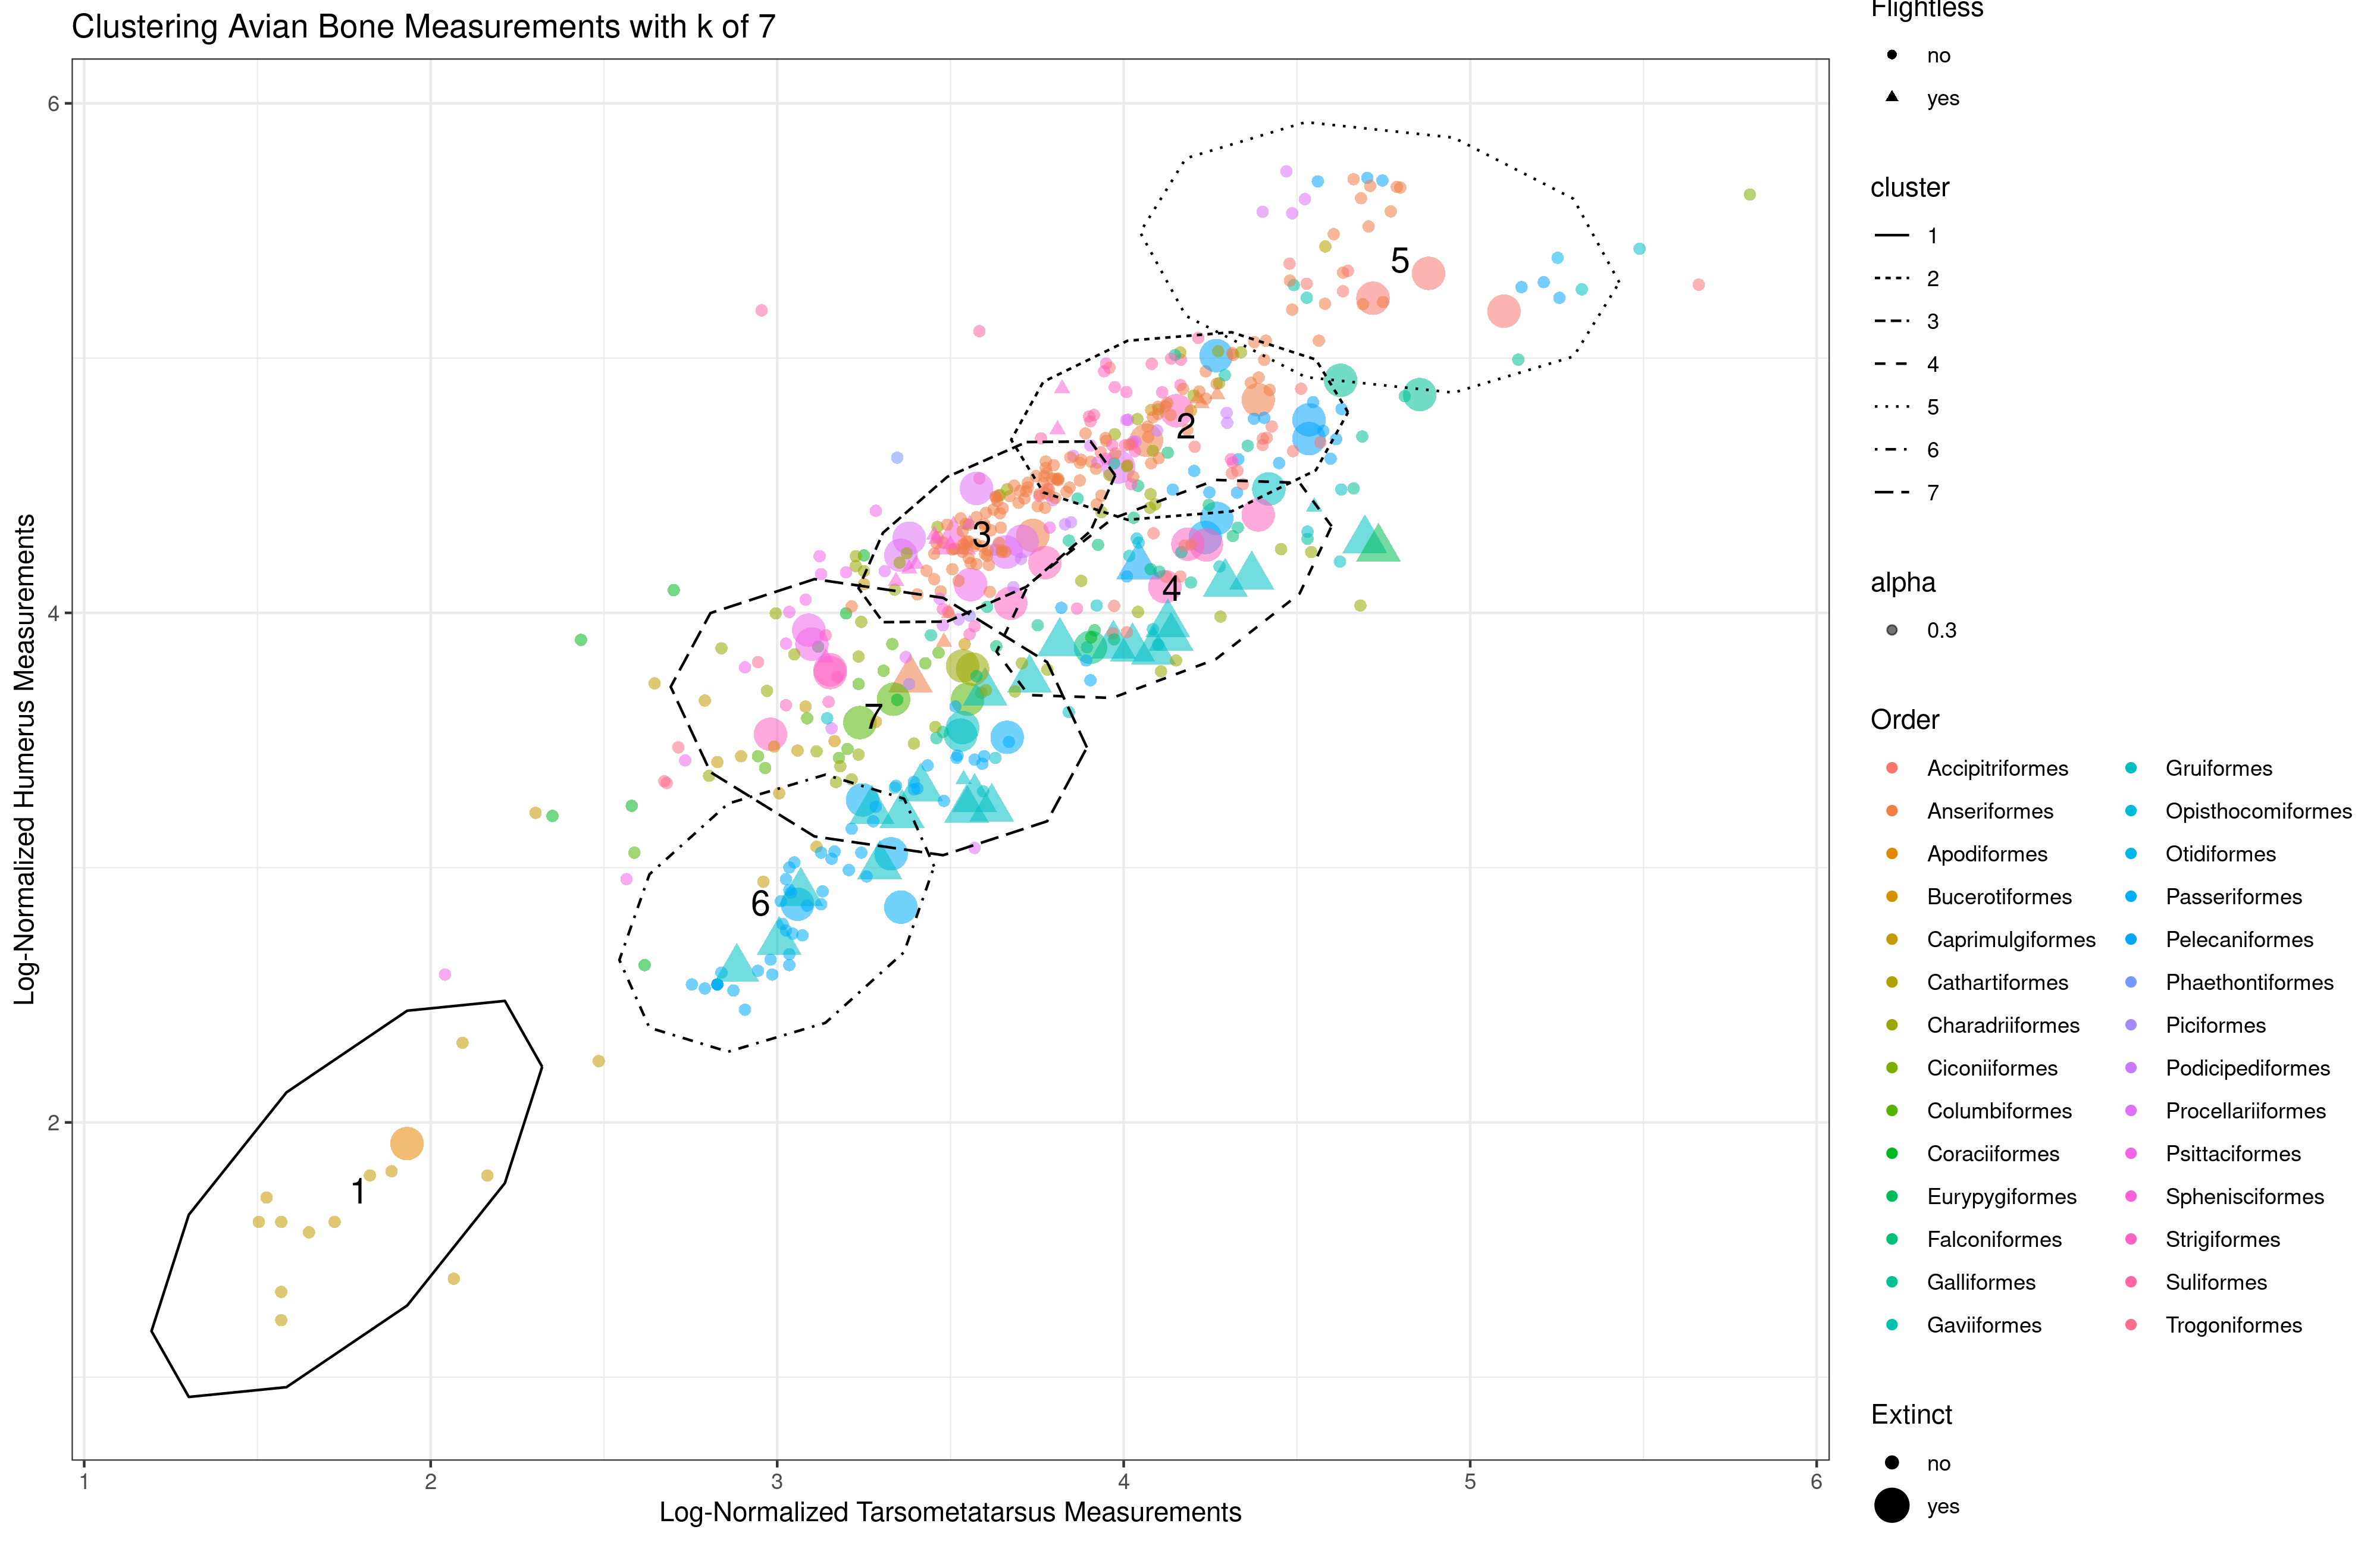 Clustering Avian Bone Measurements with k of 7
Log-Normalized Humerus Measurements
6
4
2
5
2
3
4
7
6
1
1
2
3
4
5
6
Log-Normalized Tarsometatarsus Measurements
Flightless
no
yes
cluster
1
2
3
4
5
6
7
alpha
0.3
Order
Accipitriformes
Anseriformes
Apodiformes
Bucerotiformes
Caprimulgiformes
Cathartiformes
Charadriiformes
Ciconiiformes
Columbiformes
Coraciiformes
Eurypygiformes
Falconiformes
Galliformes
Gaviiformes
Gruiformes
Opisthocomiformes
Otidiformes
Passeriformes
Pelecaniformes
Phaethontiformes
Piciformes
Podicipediformes
Procellariiformes
Psittaciformes
Sphenisciformes
Strigiformes
Suliformes
Trogoniformes
Extinct
no
yes